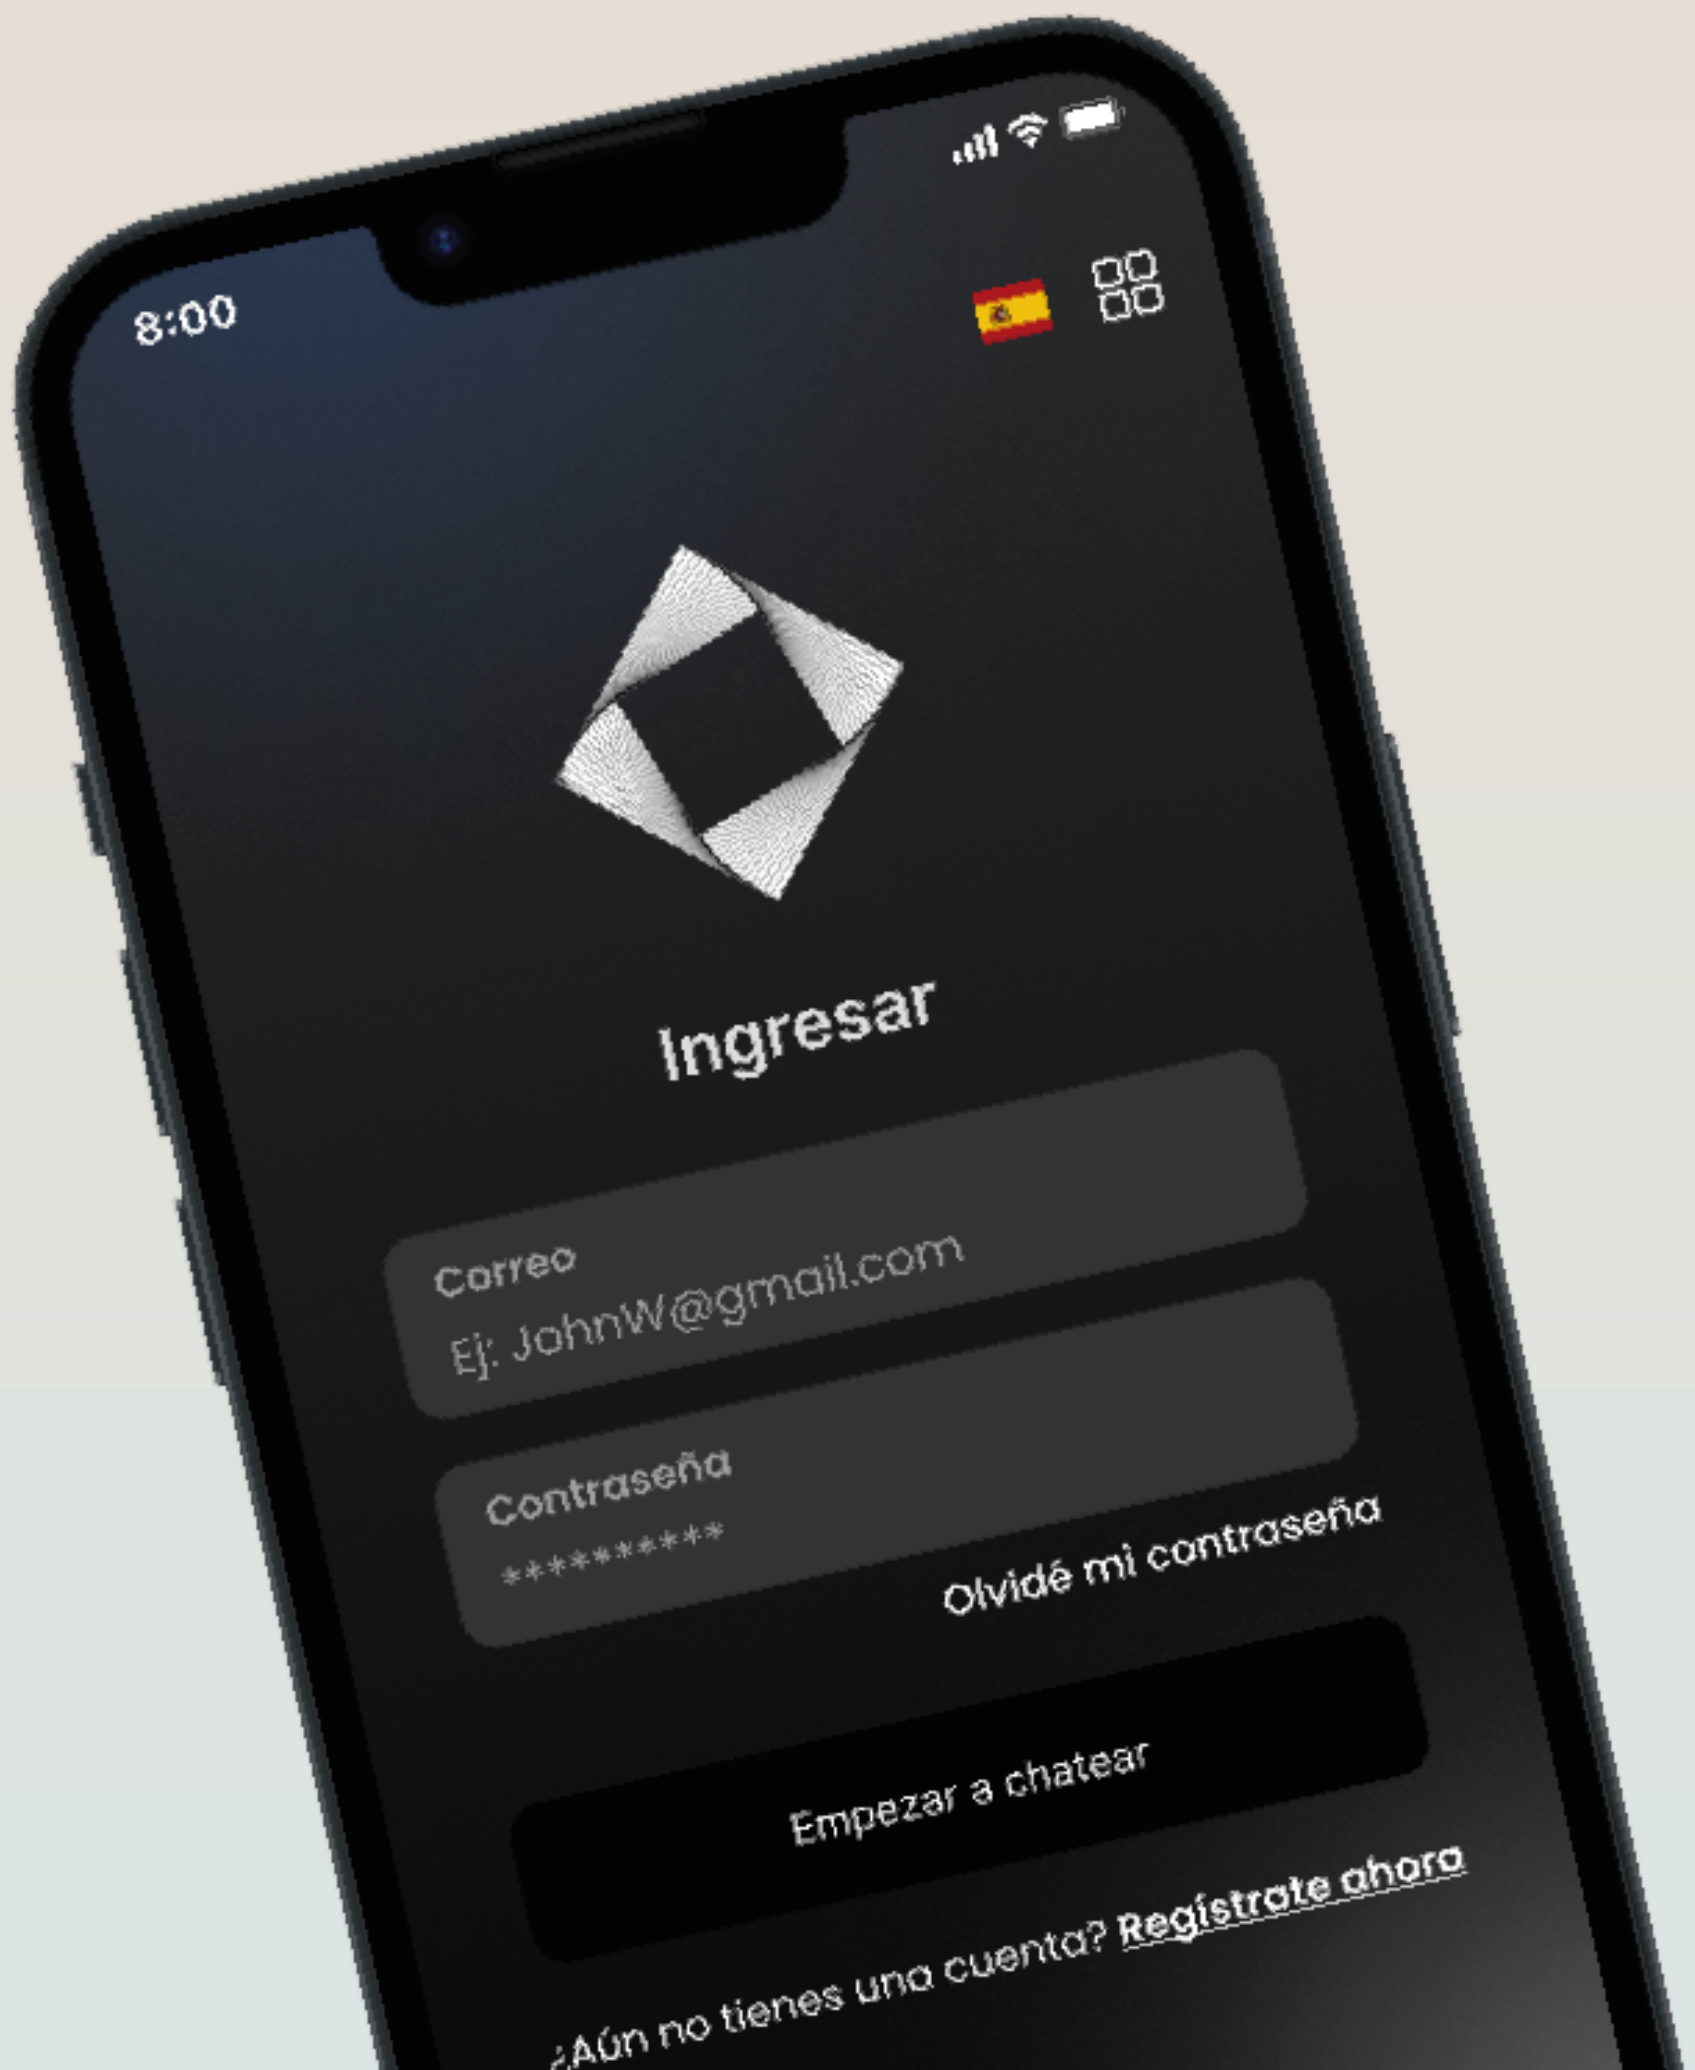 8:00
Ingresar
Correo
Ej: JohnW@gmail.com
Contraseña
**********
Olvidé mi contraseña
Empezar a chatear
¿Aún no tienes una cuenta? Regístrate ahora